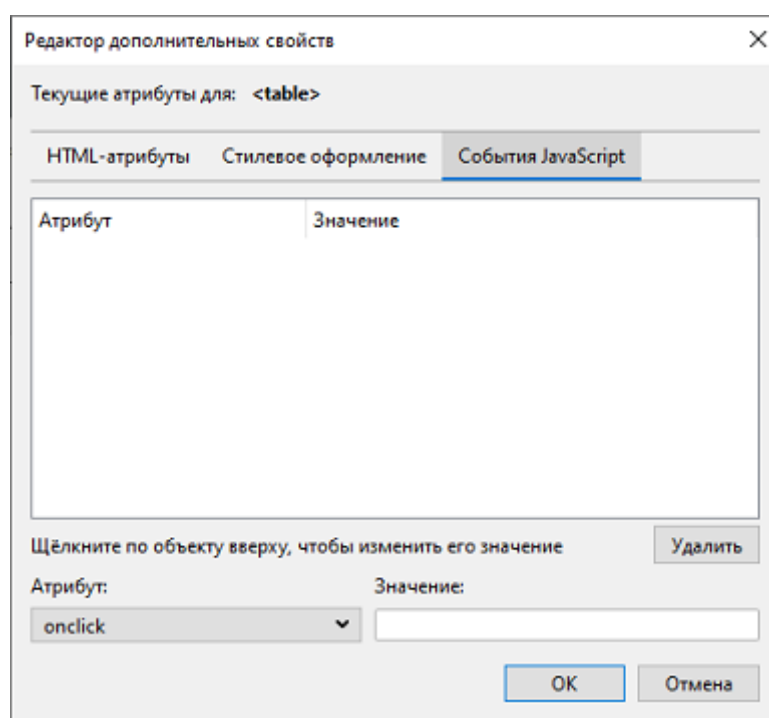 Редактор дополнительных свойств
Текущие атрибуты для: <table>
HTML-атрибуты Стилевое оформление События JavaScript
Атрибут Значение
Щёлкните по объекту вверху, чтобы изменить его значение Удалить
Атрибут: Значение:
onclick
ОК Отмена